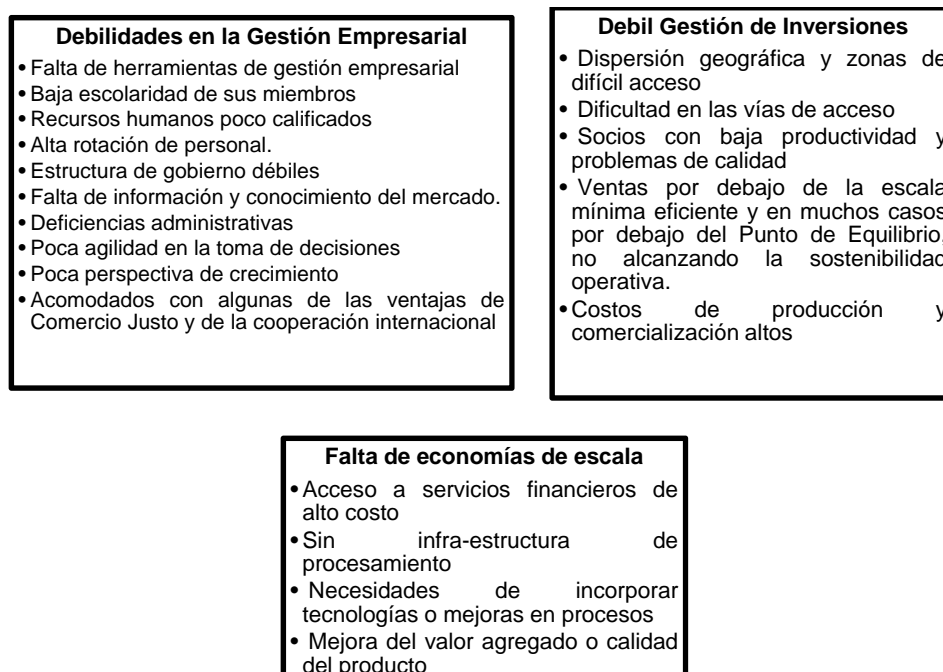 Debilidades en la Gestión Empresarial
• Falta de herramientas de gestión empresarial
• Baja escolaridad de sus miembros
• Recursos humanos poco calificados
• Alta rotación de personal.
• Estructura de gobierno débiles
• Falta de información y conocimiento del mercado.
• Deficiencias administrativas
• Poca agilidad en la toma de decisiones
• Poca perspectiva de crecimiento
• Acomodados con algunas de las ventajas de
Comercio Justo y de la cooperación internacional
Debil Gestión de Inversiones
• Dispersión geográfica y zonas de
difícil acceso
• Dificultad en las vías de acceso
• Socios con baja productividad y
problemas de calidad
• Ventas por debajo de la escala
mínima eficiente y en muchos casos
por debajo del Punto de Equilibrio,
no alcanzando la sostenibilidad
operativa.
• Costos de producción y
comercialización altos
Falta de economías de escala
• Acceso a servicios financieros de
alto costo
• Sin infra-estructura de
procesamiento
• Necesidades de incorporar
tecnologías o mejoras en procesos
• Mejora del valor agregado o calidad
del producto